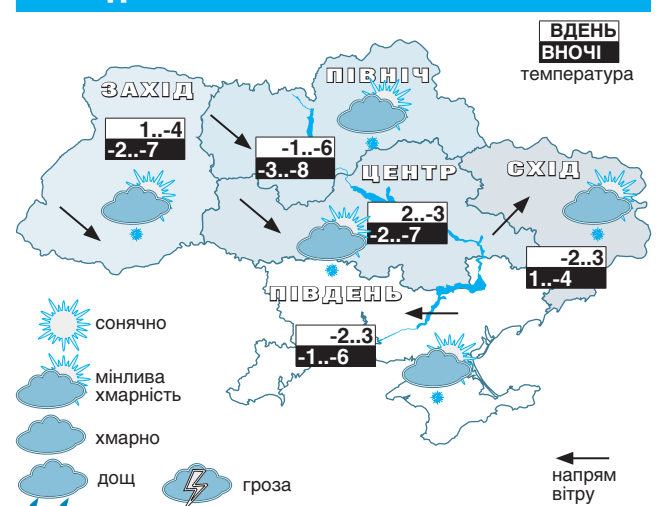 ВДЕНЬ
ВНОЧІ
температура
ПІВНІЧ
ЗАХІД
1..-4
-2..-7
-1..-6
-3..-8
ЦЕНТР
СХІД
2..-3
-2..-7
-2..3
1..-4
ПІВДЕНЬ
-2..3
-1..-6
сонячно
мінлива
хмарність
хмарно
дощ
гроза
напрям
вітру